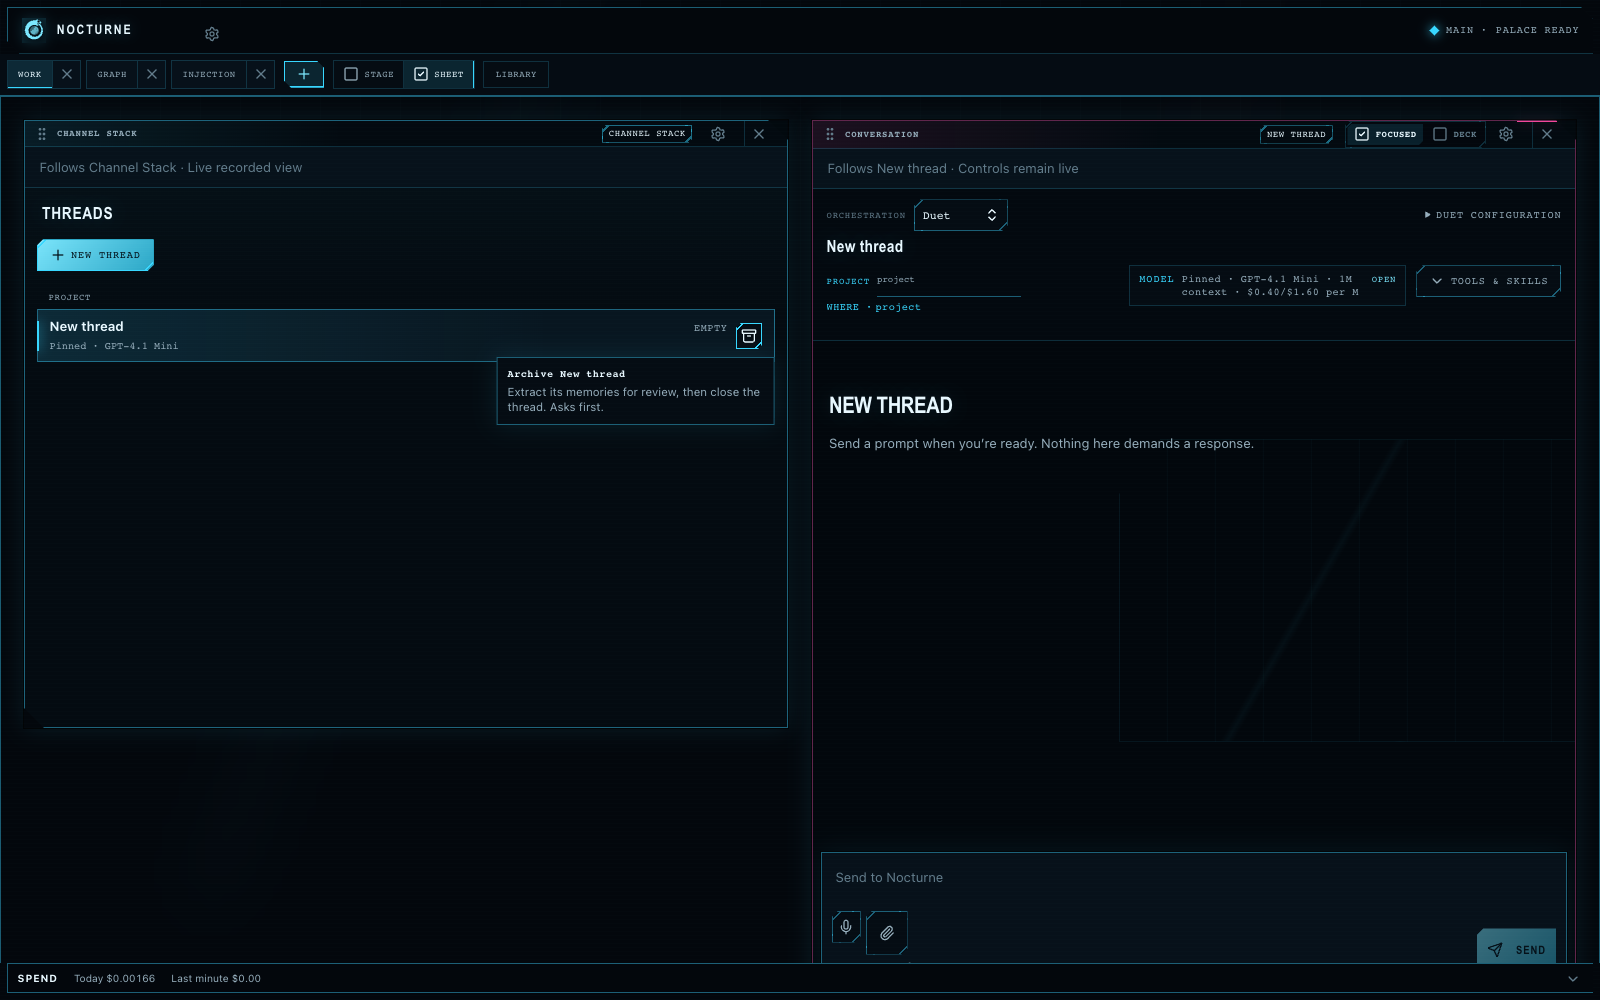 NOCTURNE
MAIN · PALACE READY
WORK
GRAPH
INJECTION
STAGE
SHEET
LIBRARY
CHANNEL STACK
CHANNEL STACK
Follows Channel Stack · Live recorded view
THREADS
NEW THREAD
PROJECT
New thread
Pinned · GPT-4.1 Mini
EMPTY
Archive New thread
Extract its memories for review, then close the
thread. Asks first.
CONVERSATION
NEW THREAD
FOCUSED
DECK
Follows New thread · Controls remain live
ORCHESTRATION
Duet
DUET CONFIGURATION
New thread
PROJECT project
WHERE · project
MODEL Pinned · GPT-4.1 Mini · 1M
context · $0.40/$1.60 per M
OPEN
TOOLS & SKILLS
NEW THREAD
Send a prompt when you're ready. Nothing here demands a response.
Send to Nocturne
SEND
SPEND Today $0.00166 Last minute $0.00